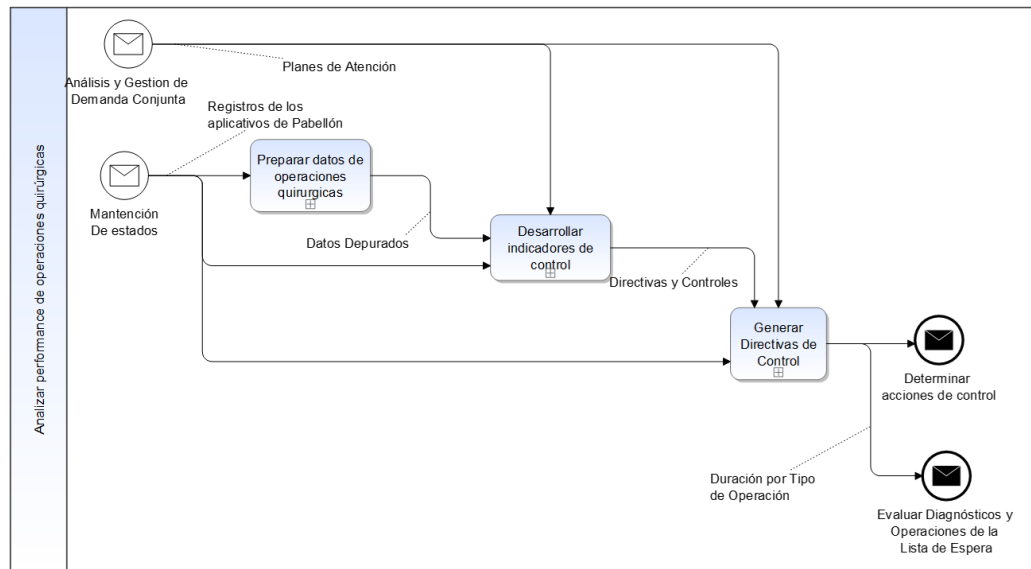 Analizar performance de operaciones quirúrgicas
Análisis y Gestion de
Demanda Conjunta
Planes de Atención
Registros de los
aplicativos de Pabellón
Mantención
De estados
Preparar datos de
operaciones
quirurgicas
Datos Depurados
Desarrollar
indicadores de
control
Directivas y Controles
Generar
Directivas de
Control
Determinar
acciones de control
Duración por Tipo
de Operación
Evaluar Diagnósticos y
Operaciones de la
Lista de Espera